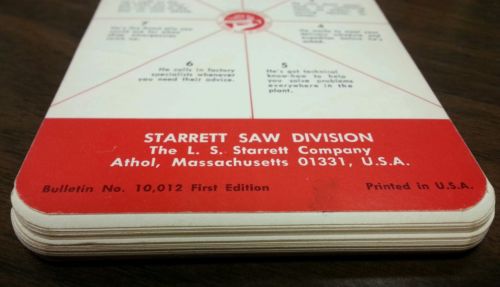 7
4
6
He calls in factory
specialists whenever
you need their advice.
5
He's got technical
know-how to help
you solve problems
everywhere in the
plant.
STARRETT SAW DIVISION
The L. S. Starrett Company
Athol, Massachusetts 01331, U.S.A.
Bulletin No. 10,012 First Edition
Printed in U.S.A.